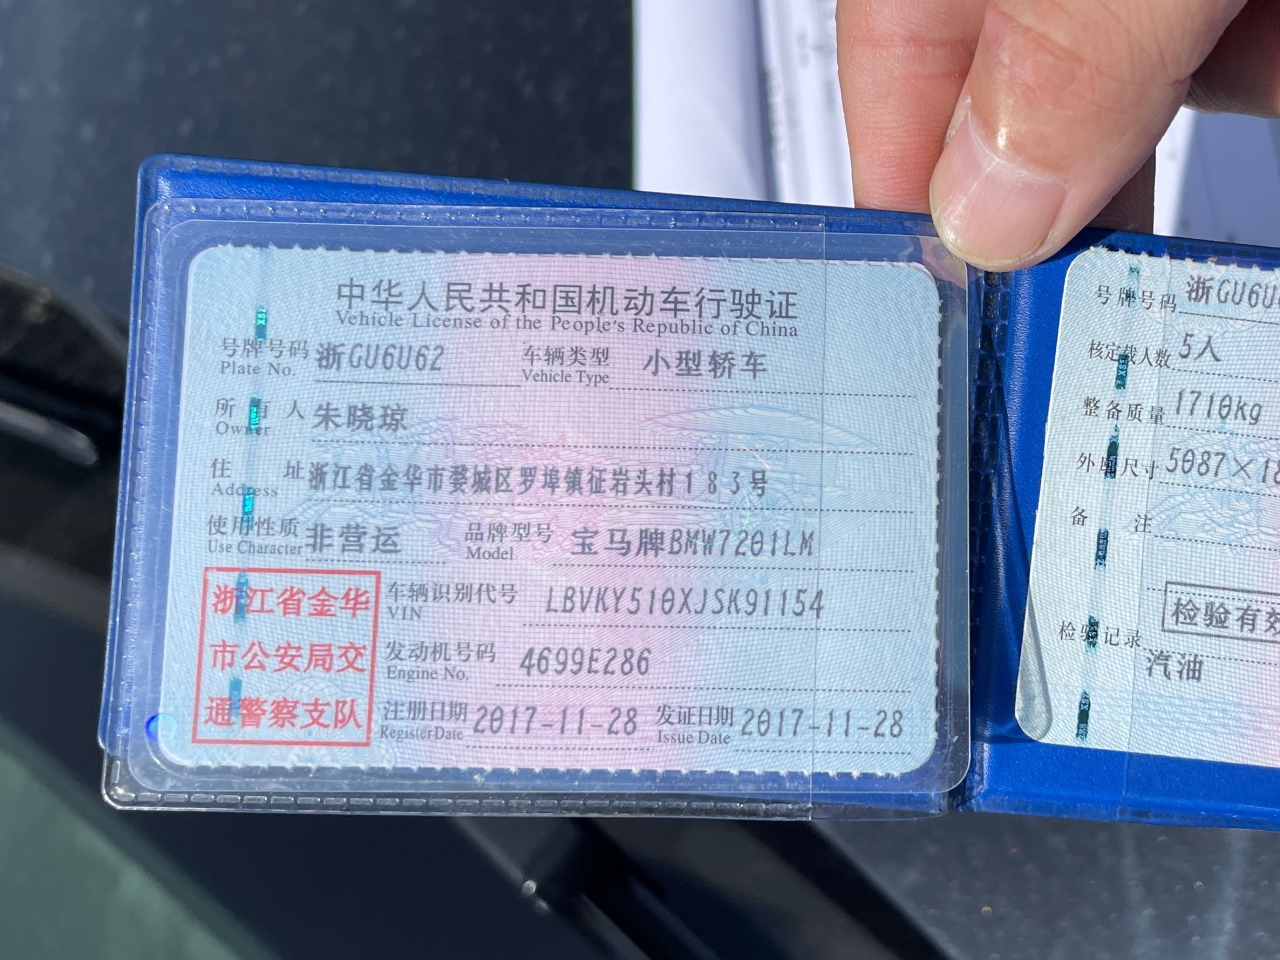 中华人民共和国机动车行驶证
Vehicle License of the People's Republic of China
号牌号码 浙GU6U62 车辆类型 小型轿车
Plate No. Vehicle Type
所有人 朱晓琼
Owner
住址 浙江省金华市婺城区罗埠镇征岩头村183号
Address
使用性质 非营运 品牌型号 宝马牌BMW7201LM
Use Character Model
浙江省金华
市公安局交
通警察支队
车辆识别代号 LBVKY510XJSK91154
VIN
发动机号码 4699E286
Engine No.
注册日期 2017-11-28 发证日期 2017-11-28
Register Date Issue Date
号牌号码 浙GU6U
核定载人数 5人
整备质量 1710kg
外廓尺寸 5087×18
备注
检验有效
检验记录
汽油